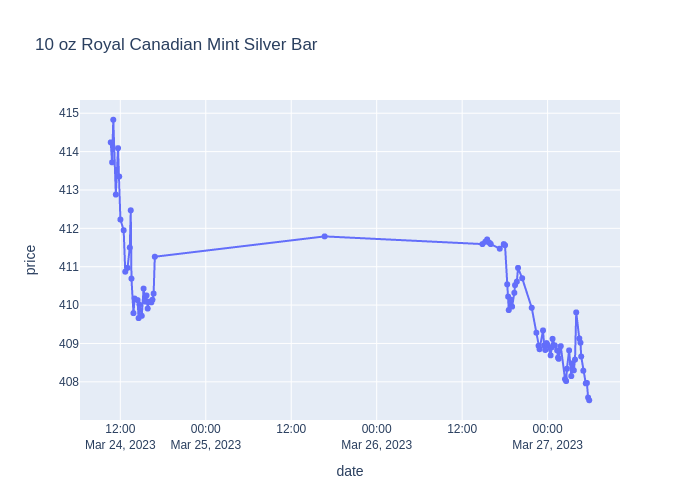 10 oz Royal Canadian Mint Silver Bar
415
414
413
412
411
410
409
408
price
12:00 00:00 12:00 00:00 12:00 00:00
Mar 24, 2023 Mar 25, 2023 Mar 26, 2023 Mar 27, 2023
date